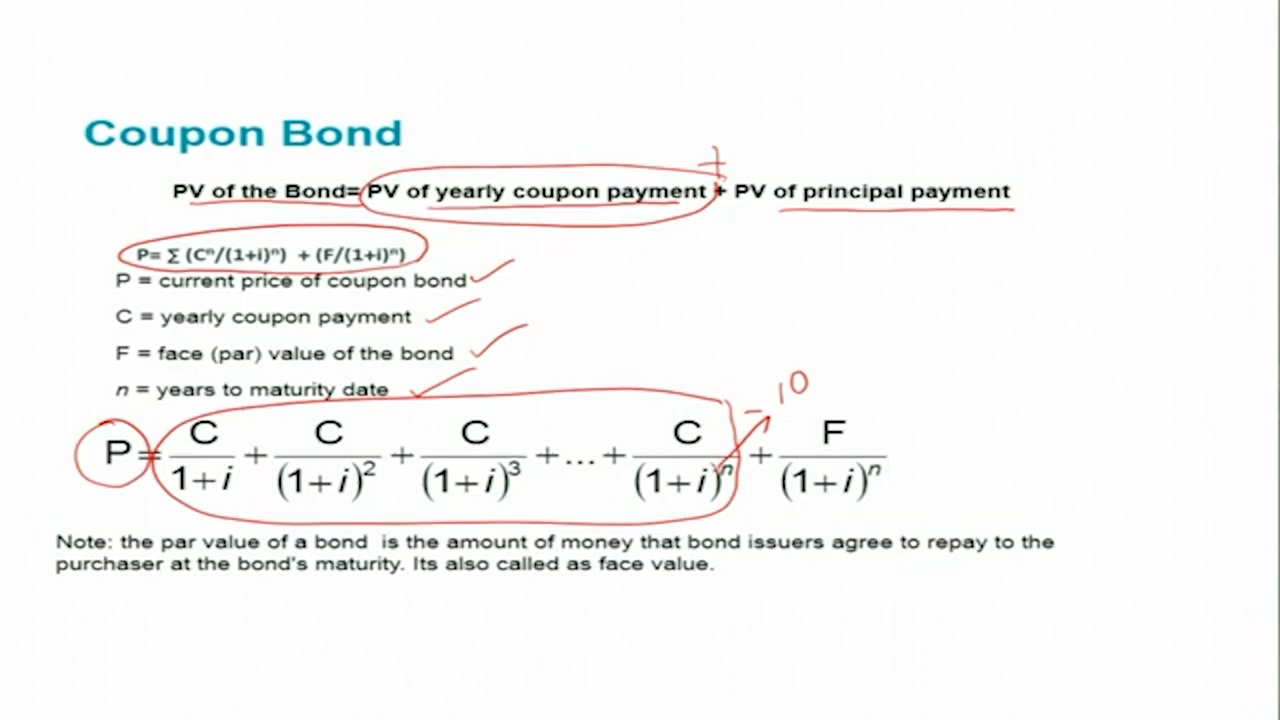 Coupon Bond
+
PV of the Bond= PV of yearly coupon payment + PV of principal payment
P= ∑ (Cⁿ/(1+i)ⁿ) + (F/(1+i)ⁿ)
P = current price of coupon bond
C = yearly coupon payment
F = face (par) value of the bond
n = years to maturity date
- 10
P = C/(1+i) + C/(1+i)² + C/(1+i)³ + ... + C/(1+i)ⁿ + F/(1+i)ⁿ
Note: the par value of a bond is the amount of money that bond issuers agree to repay to the
purchaser at the bond's maturity. Its also called as face value.